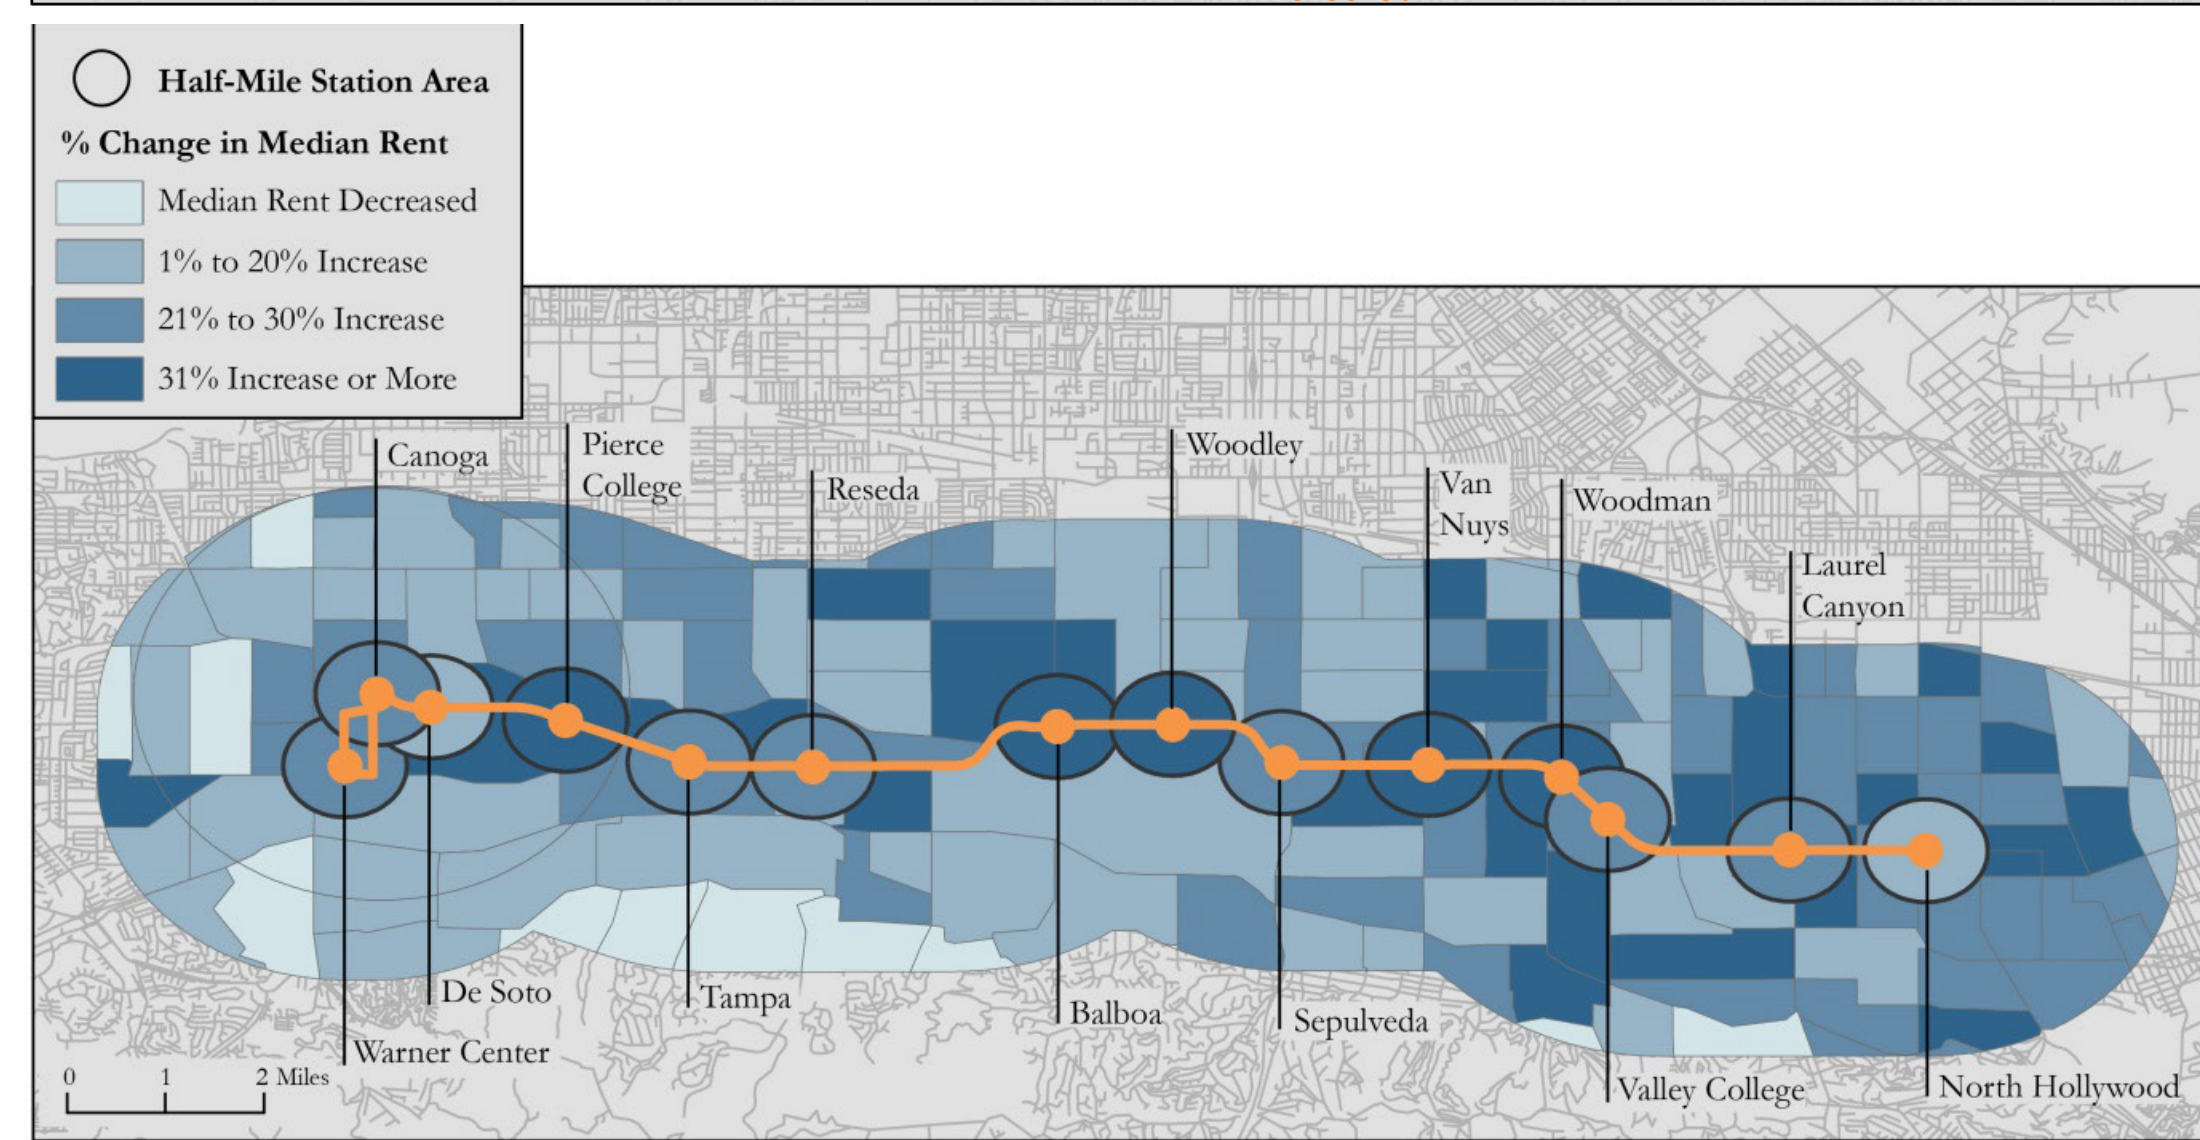 Half-Mile Station Area
% Change in Median Rent
Median Rent Decreased
1% to 20% Increase
21% to 30% Increase
31% Increase or More
Canoga
Pierce
College
Reseda
Woodley
Van
Nuys
Woodman
Laurel
Canyon
De Soto
Tampa
Balboa
Sepulveda
Warner Center
Valley College
North Hollywood
0 1 2 Miles